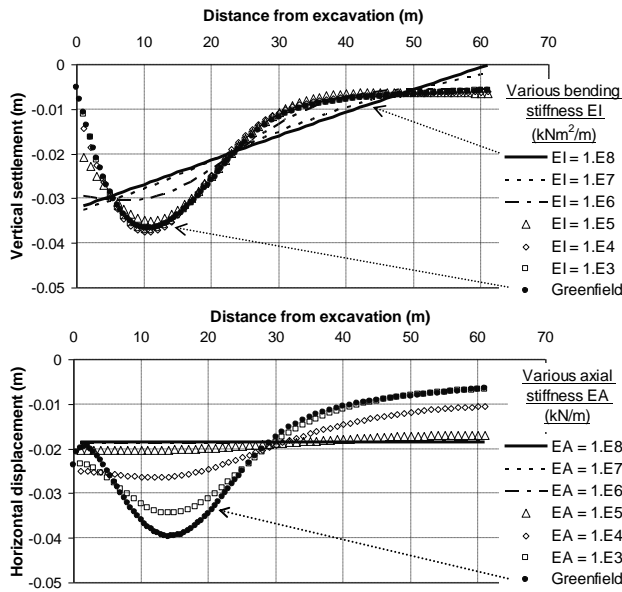 Distance from excavation (m)
0 10 20 30 40 50 60 70
0
-0.01
-0.02
-0.03
-0.04
-0.05
Vertical settlement (m)
Various bending
stiffness EI
(kNm²/m)
EI = 1.E8
EI = 1.E7
EI = 1.E6
EI = 1.E5
EI = 1.E4
EI = 1.E3
Greenfield
Distance from excavation (m)
0 10 20 30 40 50 60 70
0
-0.01
-0.02
-0.03
-0.04
-0.05
Horizontal displacement (m)
Various axial
stiffness EA
(kN/m)
EA = 1.E8
EA = 1.E7
EA = 1.E6
EA = 1.E5
EA = 1.E4
EA = 1.E3
Greenfield